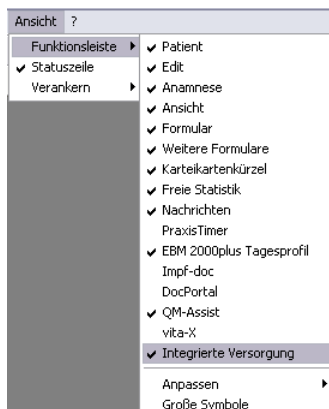 Ansicht ?
Funktionsleiste
Statuszeile
Verankern
Patient
Edit
Anamnese
Ansicht
Formular
Weitere Formulare
Karteikartenkürzel
Freie Statistik
Nachrichten
PraxisTimer
EBM 2000plus Tagesprofil
Impf-doc
DocPortal
QM-Assist
vita-X
Integrierte Versorgung
Anpassen
Große Symbole